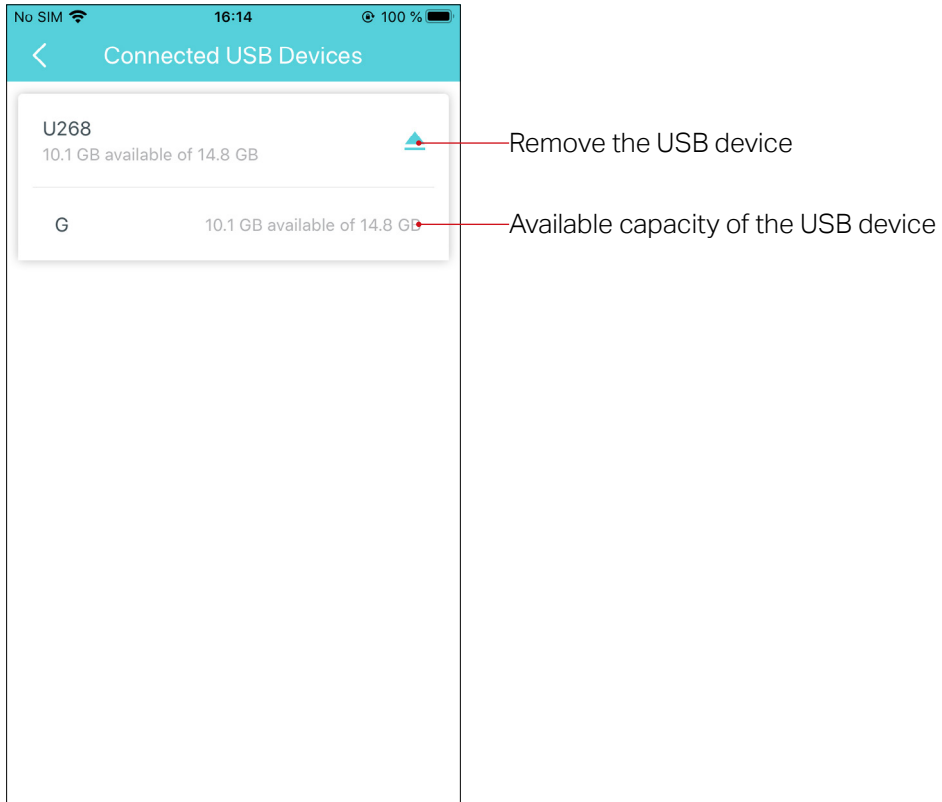 No SIM 16:14 100 %
Connected USB Devices
U268
10.1 GB available of 14.8 GB
Remove the USB device
G 10.1 GB available of 14.8 GB
Available capacity of the USB device